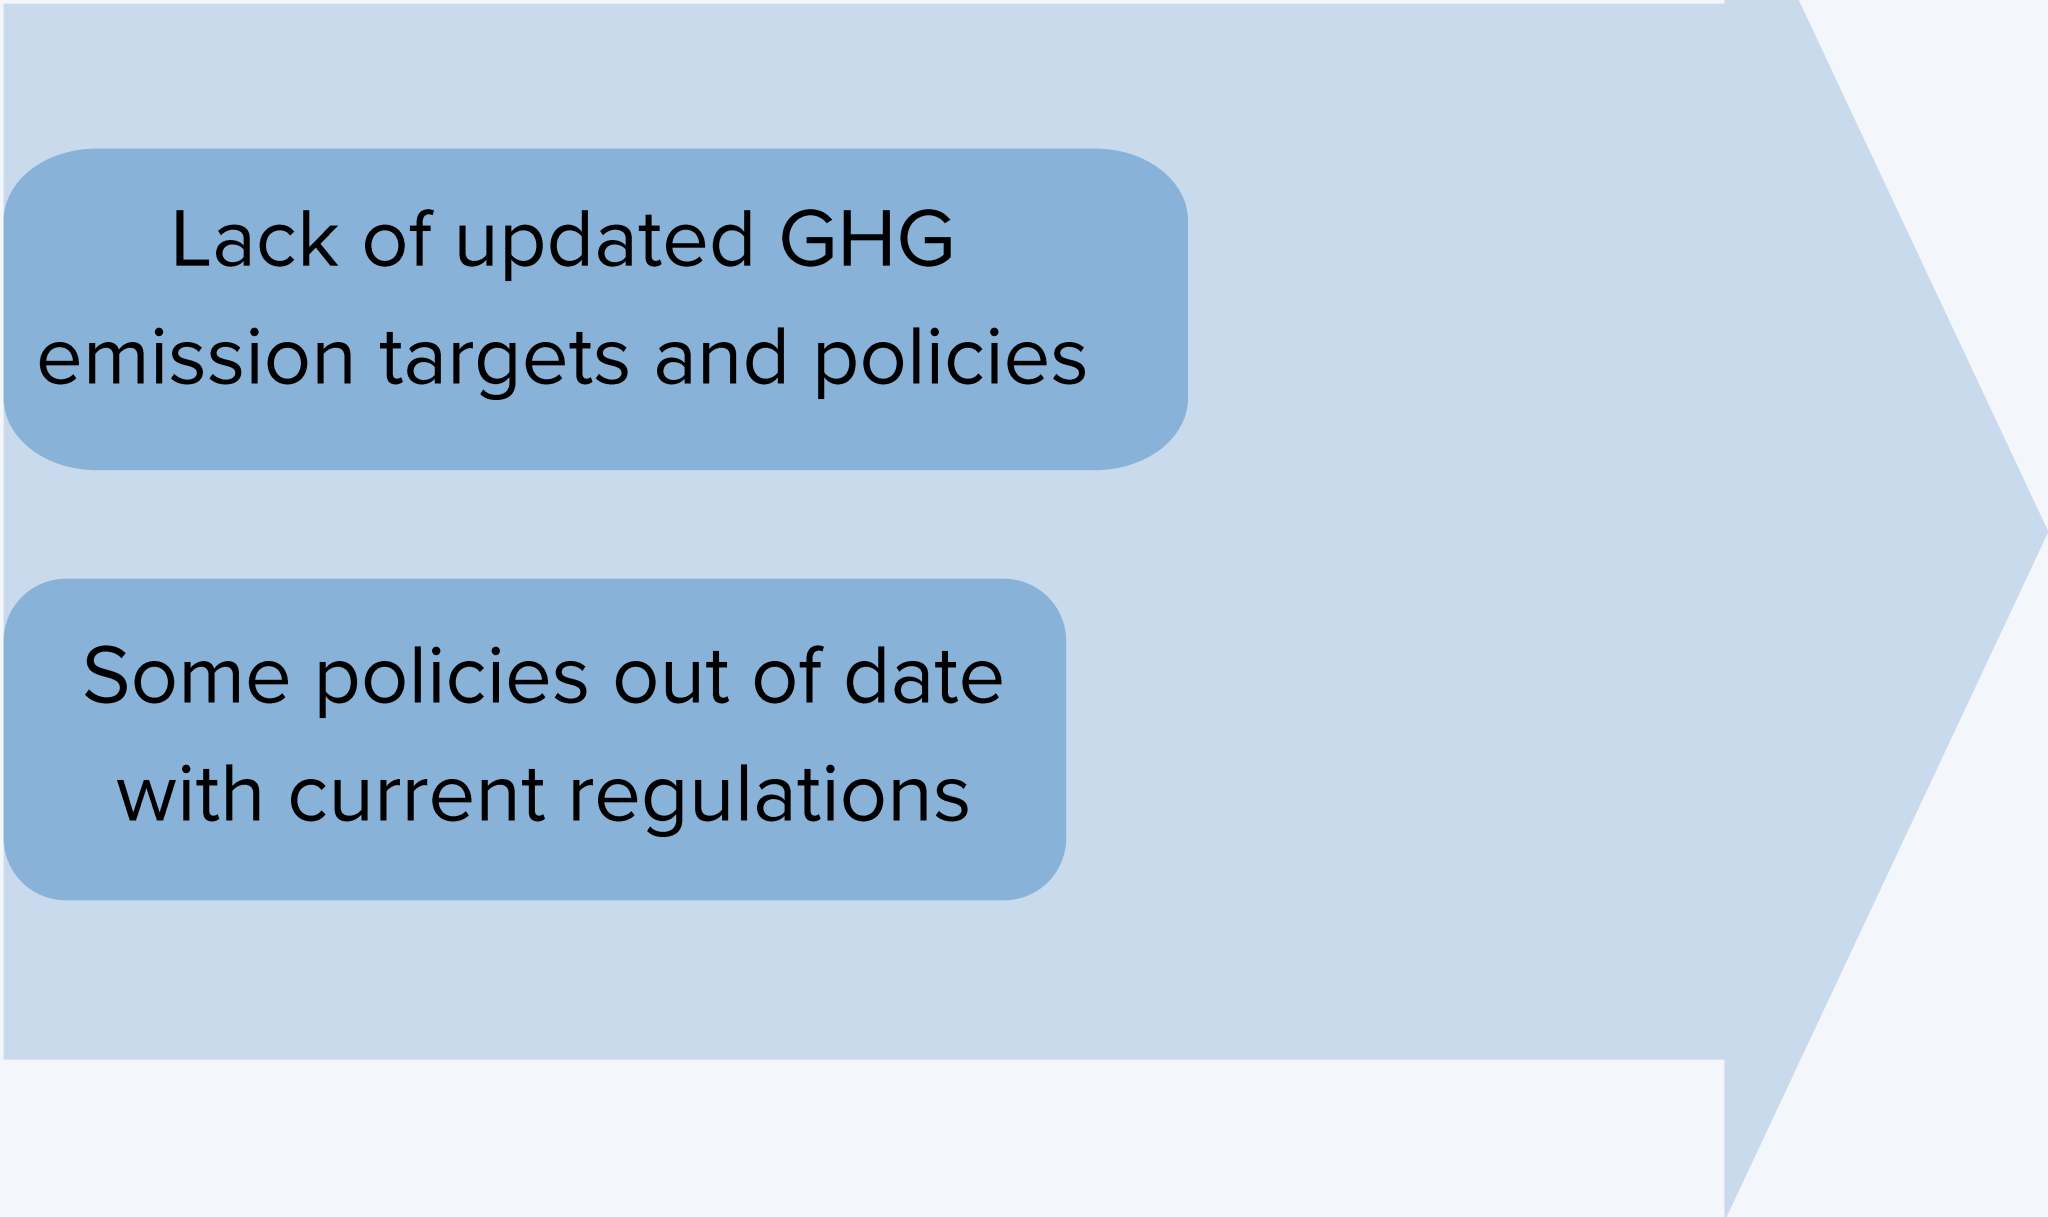 Lack of updated GHG
emission targets and policies
Some policies out of date
with current regulations